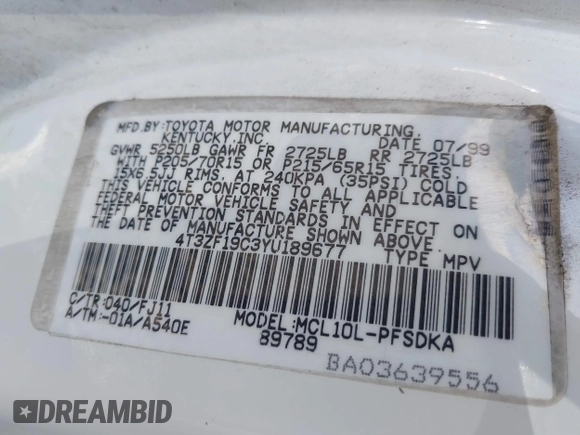 MFD.BY:TOYOTA MOTOR MANUFACTURING,
KENTUCKY,INC. DATE 07/99
GVWR 5250LB GAWR FR 2725LB RR 2725LB
WITH P205/70R15 OR P215/65R15 TIRES,
15X6.5JJ RIMS, AT 240KPA (35PSI) COLD
THIS VEHICLE CONFORMS TO ALL APPLICABLE
FEDERAL MOTOR VEHICLE SAFETY AND
THEFT PREVENTION STANDARDS IN EFFECT ON
THE DATE OF MANUFACTURE SHOWN ABOVE.
4T3ZF19C3YU189677 TYPE MPV
C/TR:040/FJ11 MODEL:MCL10L-PFSDKA
A/TM:-01A/A540E 89789
BA03639556
DREAMBID